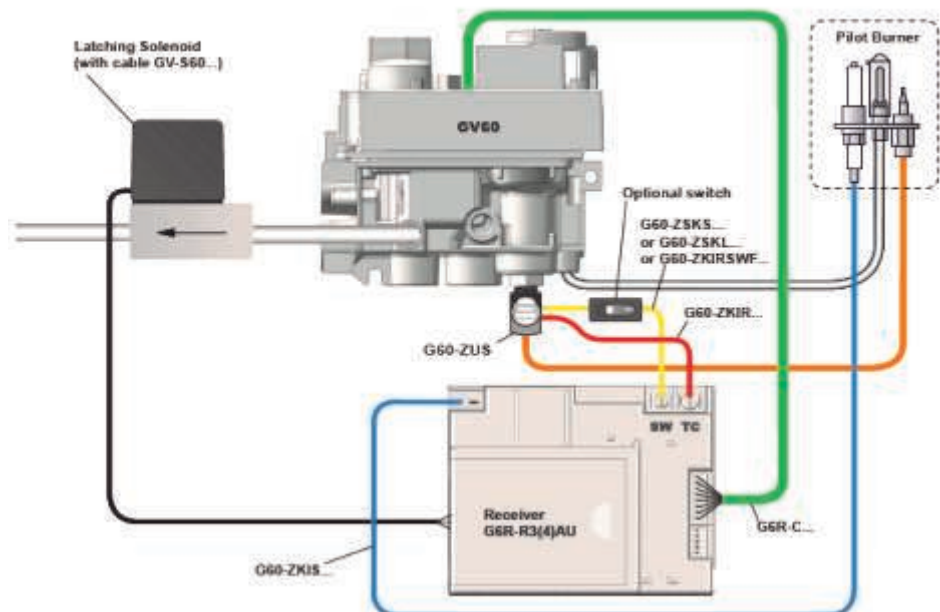 Latching Solenoid
(with cable GV-S60...)
Pilot Burner
GV60
Optional switch
G60-ZSKS...
or G60-ZSKL...
or G60-ZKIRSWF...
G60-ZKIR...
G60-ZUS
SW TC
Receiver
G6R-R3(4)AU
G6R-C...
G60-ZKIS...